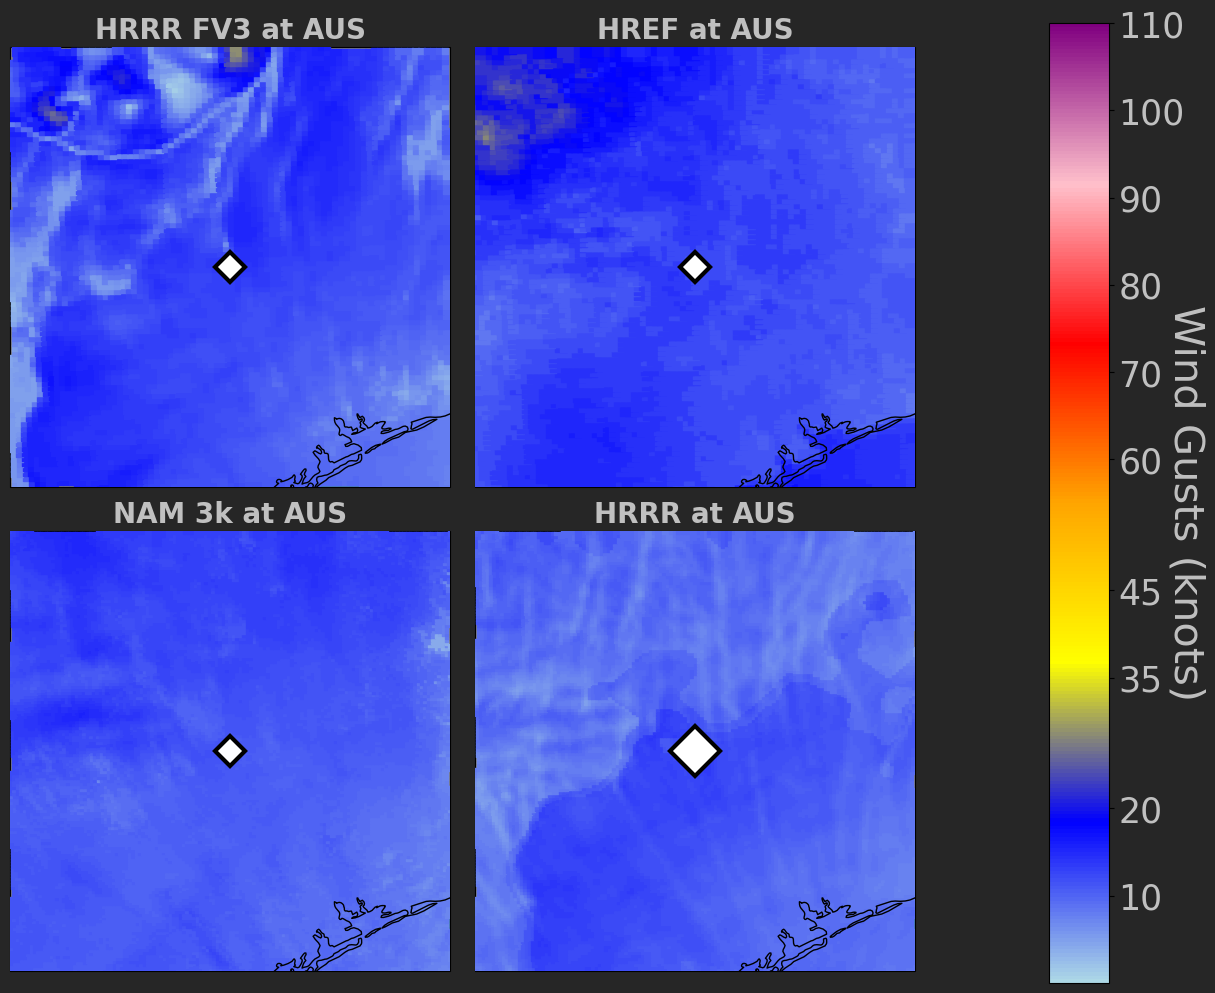 HRRR FV3 at AUS
HREF at AUS
NAM 3k at AUS
HRRR at AUS
110
100
90
80
70
60
45
35
20
10
Wind Gusts (knots)